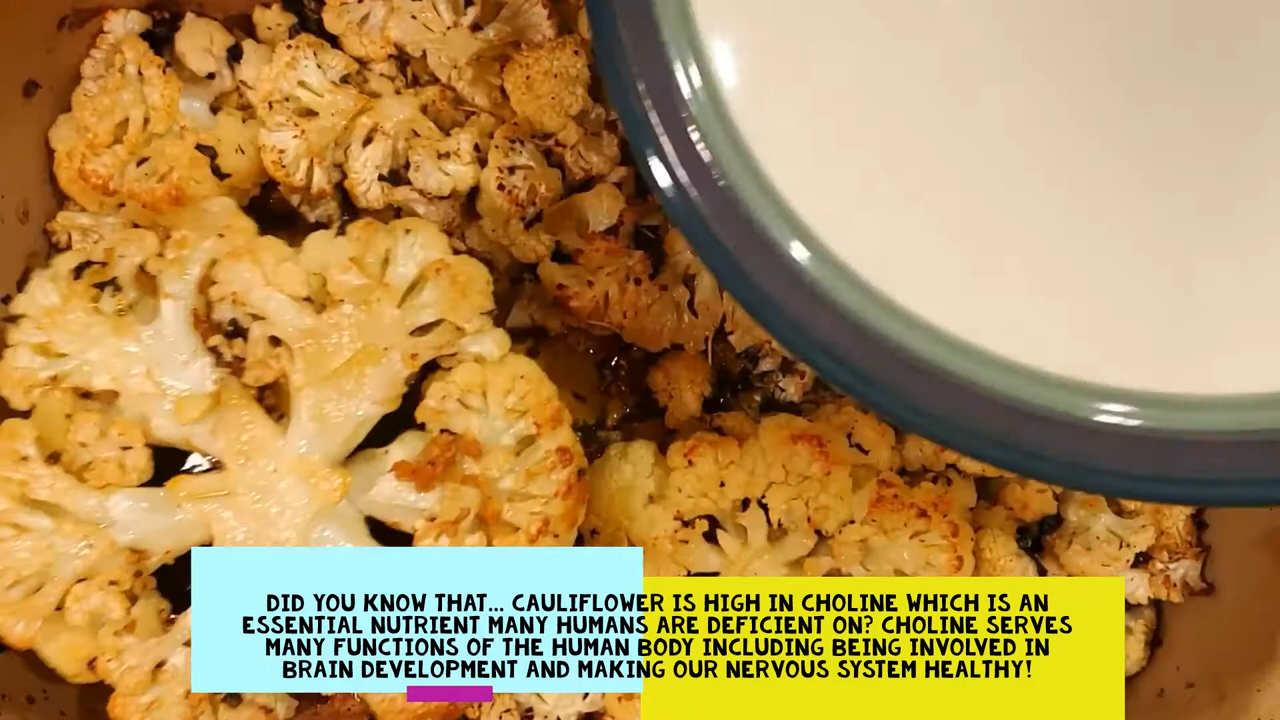 DID YOU KNOW THAT... CAULIFLOWER IS HIGH IN CHOLINE WHICH IS AN
ESSENTIAL NUTRIENT MANY HUMANS ARE DEFICIENT ON? CHOLINE SERVES
MANY FUNCTIONS OF THE HUMAN BODY INCLUDING BEING INVOLVED IN
BRAIN DEVELOPMENT AND MAKING OUR NERVOUS SYSTEM HEALTHY!